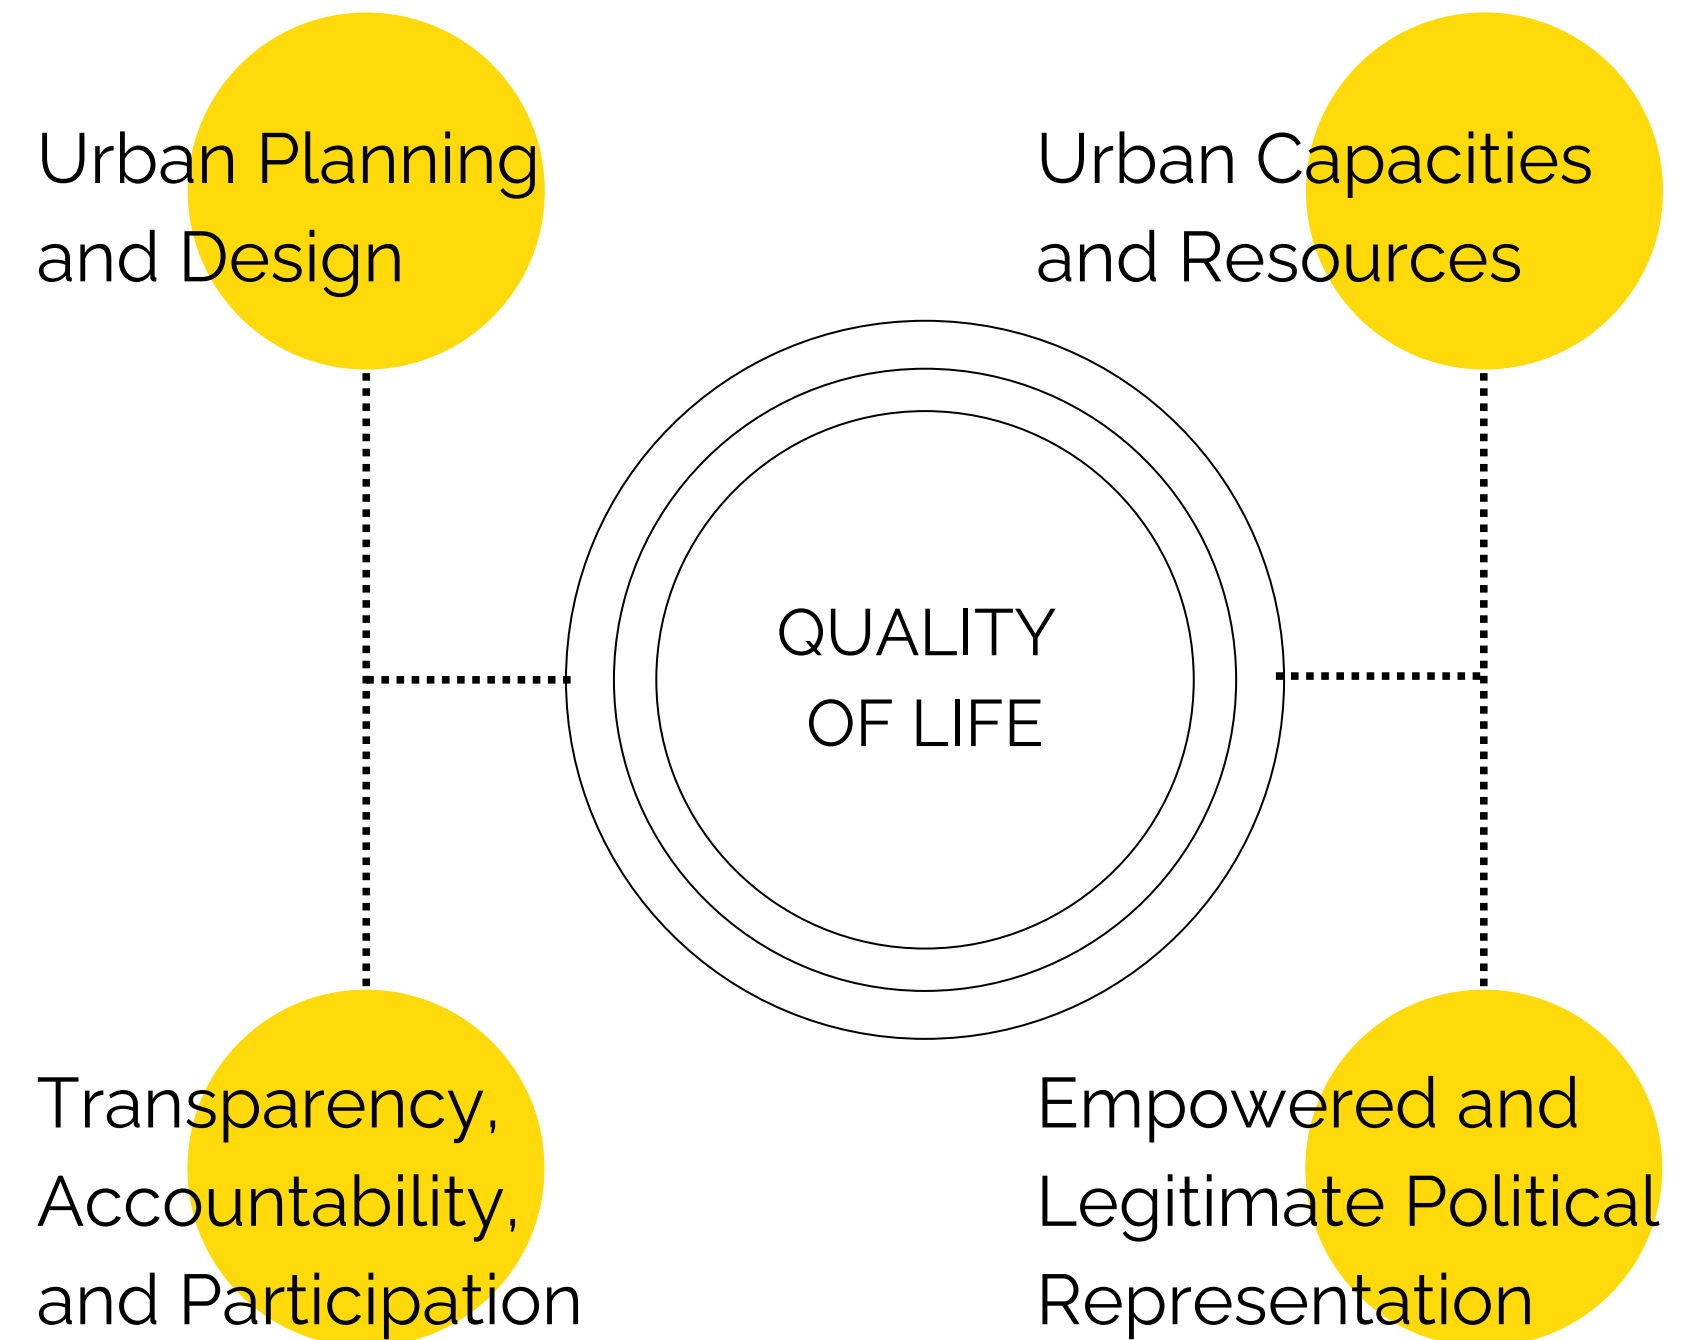 Urban Planning
and Design
Urban Capacities
and Resources
QUALITY
OF LIFE
Transparency,
Accountability,
and Participation
Empowered and
Legitimate Political
Representation